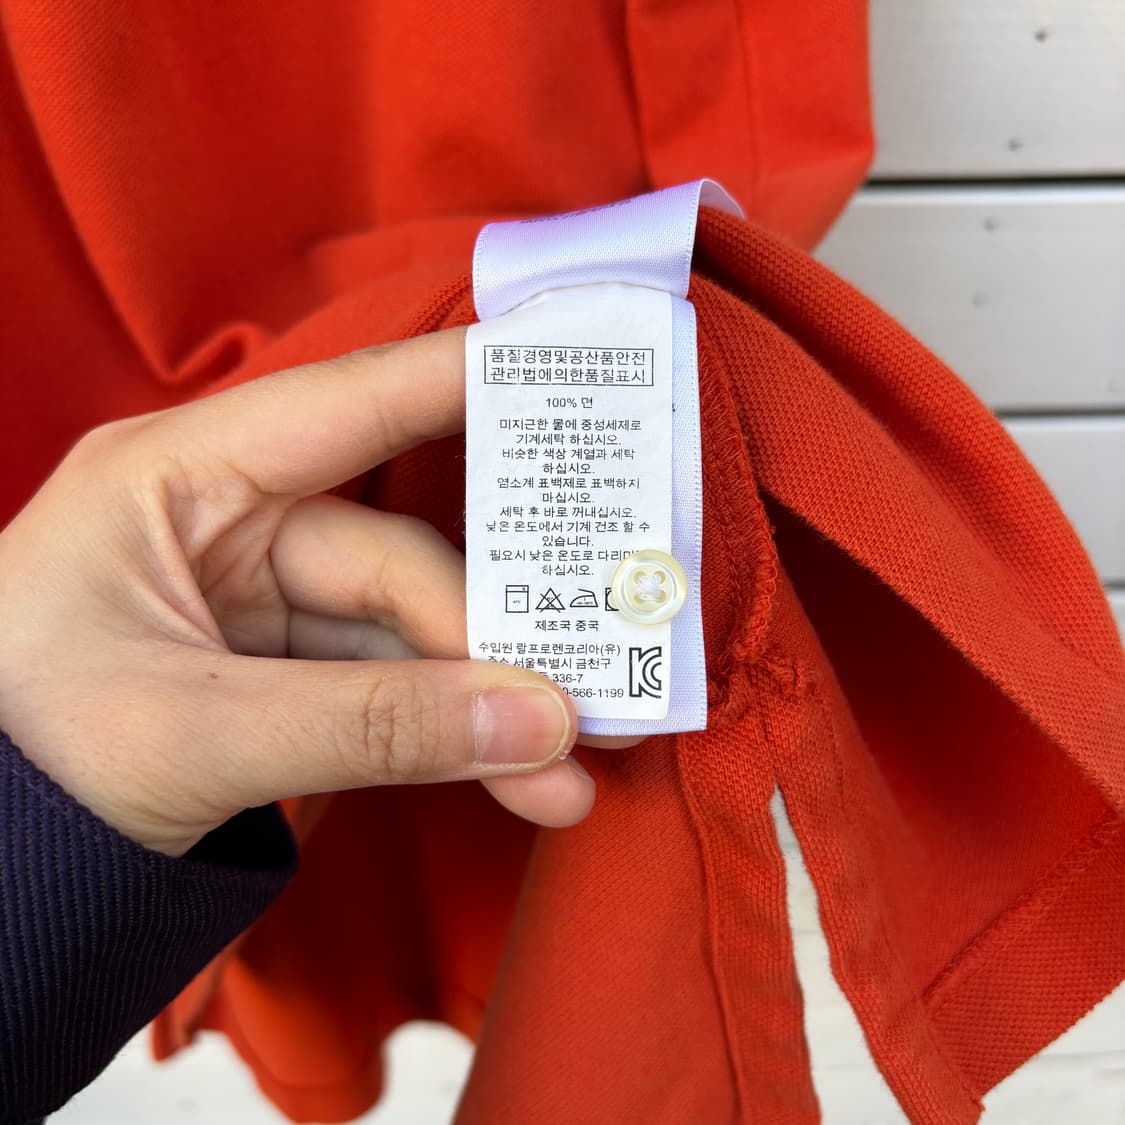 품질경영및공산품안전
관리법에의한품질표시
100% 면
미지근한 물에 중성세제로
기계세탁 하십시오.
비슷한 색상 계열과 세탁
하십시오.
염소계 표백제로 표백하지
마십시오.
세탁 후 바로 꺼내십시오.
낮은 온도에서 기계 건조 할 수
있습니다.
필요시 낮은 온도로
하십시오.
제조국 중국
수입원 랄프로렌코리아(유)
주소 서울특별시 금천구
336-7
0-566-1199